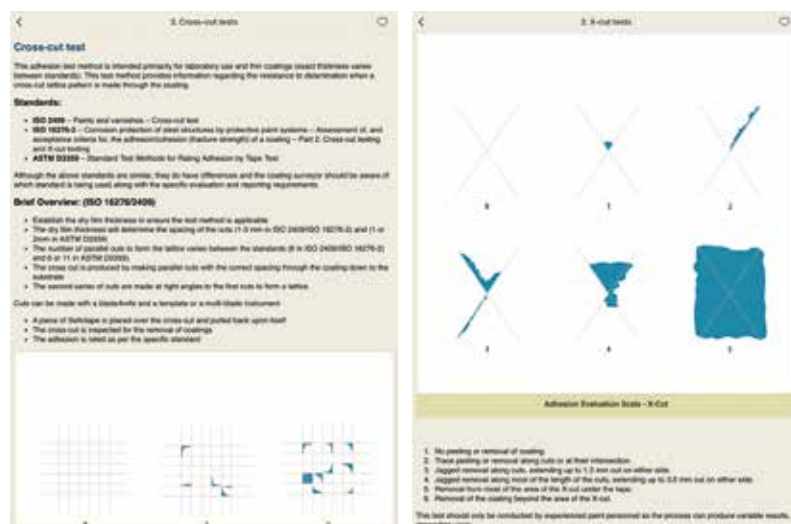 3. Cross-cut tests
Cross-cut test
This adhesion test method is intended primarily for laboratory use and thin coatings (exact thickness varies
between standards). This test method provides information regarding the resistance to delamination when a
cross-cut lattice pattern is made through the coating.
Standards:
• ISO 2409 – Paints and varnishes – Cross-cut test
• ISO 16276-2 – Corrosion protection of steel structures by protective paint systems – Assessment of, and
acceptance criteria for, the adhesion/cohesion (fracture strength) of a coating – Part 2: Cross-cut testing
and X-cut testing
• ASTM D3359 – Standard Test Methods for Rating Adhesion by Tape Test
Although the above standards are similar, they do have differences and the coating surveyor should be aware of
which standard is being used along with the specific evaluation and reporting requirements.
Brief Overview: (ISO 16276/2409)
• Establish the dry film thickness to ensure the test method is applicable
• The dry film thickness will determine the spacing of the cuts (1-3 mm in ISO 2409/ISO 16276-2) and (1 or
2mm in ASTM D3359)
• The number of parallel cuts to form the lattice varies between the standards (6 in ISO 2409/ISO 16276-2)
and 6 or 11 in ASTM D3359)
• The cross cut is produced by making parallel cuts with the correct spacing through the coating down to the
substrate
• The second series of cuts are made at right angles to the first cuts to form a lattice.
Cuts can be made with a blade/knife and a template or a multi-blade instrument
• A piece of Sellotape is placed over the cross-cut and pulled back upon itself
• The cross-cut is inspected for the removal of coatings
• The adhesion is rated as per the specific standard
2. X-cut tests
1
2
3
4
5
Adhesion Evaluation Scale - X-Cut
1. No peeling or removal of coating.
2. Trace peeling or removal along cuts or at their intersection.
3. Jagged removal along cuts, extending up to 1.5 mm out on either side.
4. Jagged removal along most of the length of the cuts, extending up to 3.0 mm out on either side.
5. Removal from most of the area of the X-cut under the tape.
6. Removal of the coating beyond the area of the X-cut.
This test should only be conducted by experienced paint personnel as the process can produce variable results,